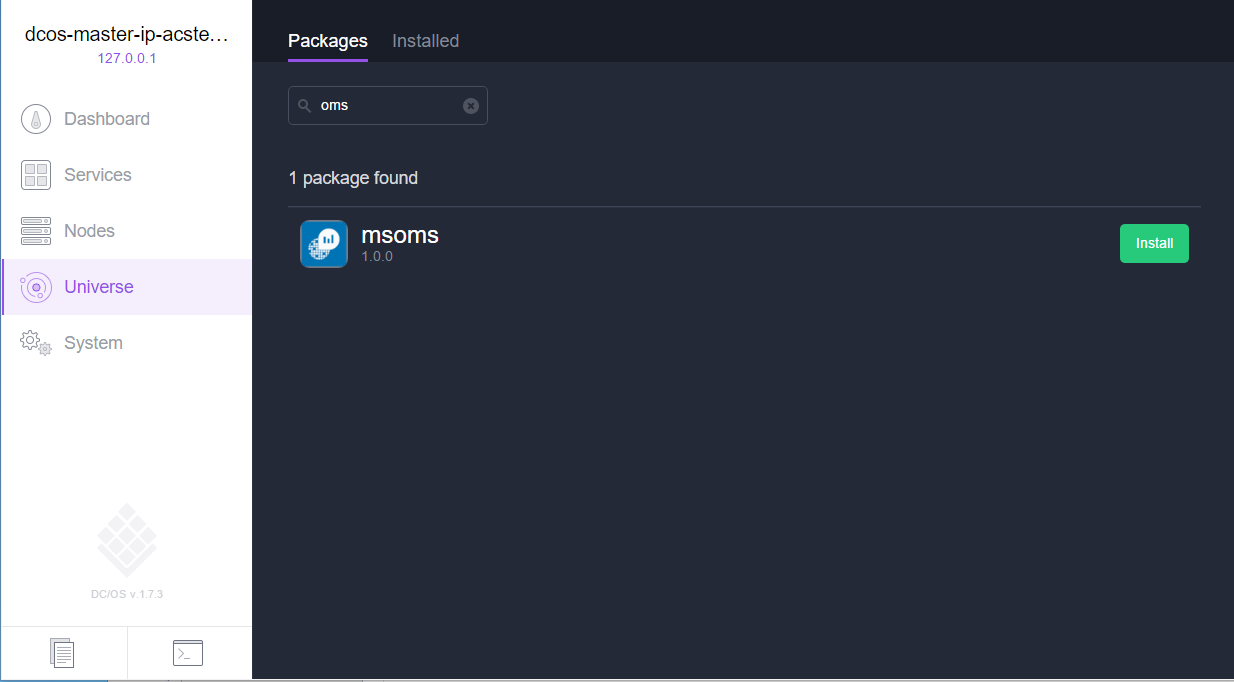 dcos-master-ip-acste…
127.0.0.1
Dashboard
Services
Nodes
Universe
System
DC/OS v.1.7.3
Packages Installed
oms
1 package found
msoms
1.0.0
Install